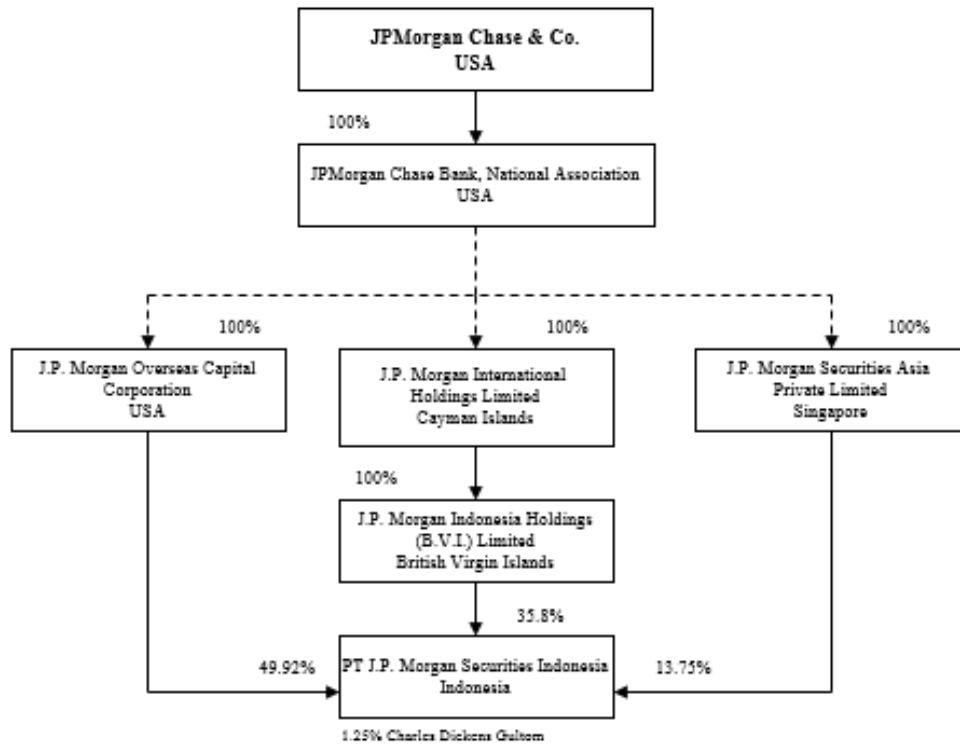 JPMorgan Chase & Co.
USA
100%
JPMorgan Chase Bank, National Association
USA
100%
100%
100%
J.P. Morgan Overseas Capital
Corporation
USA
J.P. Morgan International
Holdings Limited
Cayman Islands
J.P. Morgan Securities Asia
Private Limited
Singapore
100%
J.P. Morgan Indonesia Holdings
(B.V.I.) Limited
British Virgin Islands
35.8%
49.92%
PT J.P. Morgan Securities Indonesia
Indonesia
13.75%
1.25% Charles Dickens Gultom